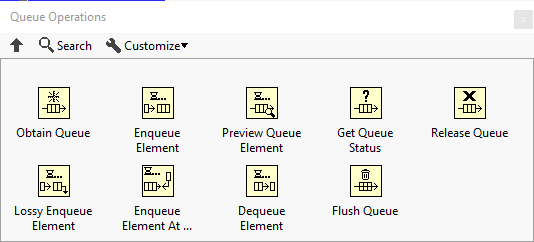 Queue Operations
Search
Customize
Obtain Queue
Enqueue
Element
Preview Queue
Element
Get Queue
Status
Release Queue
Lossy Enqueue
Element
Enqueue
Element At ...
Dequeue
Element
Flush Queue